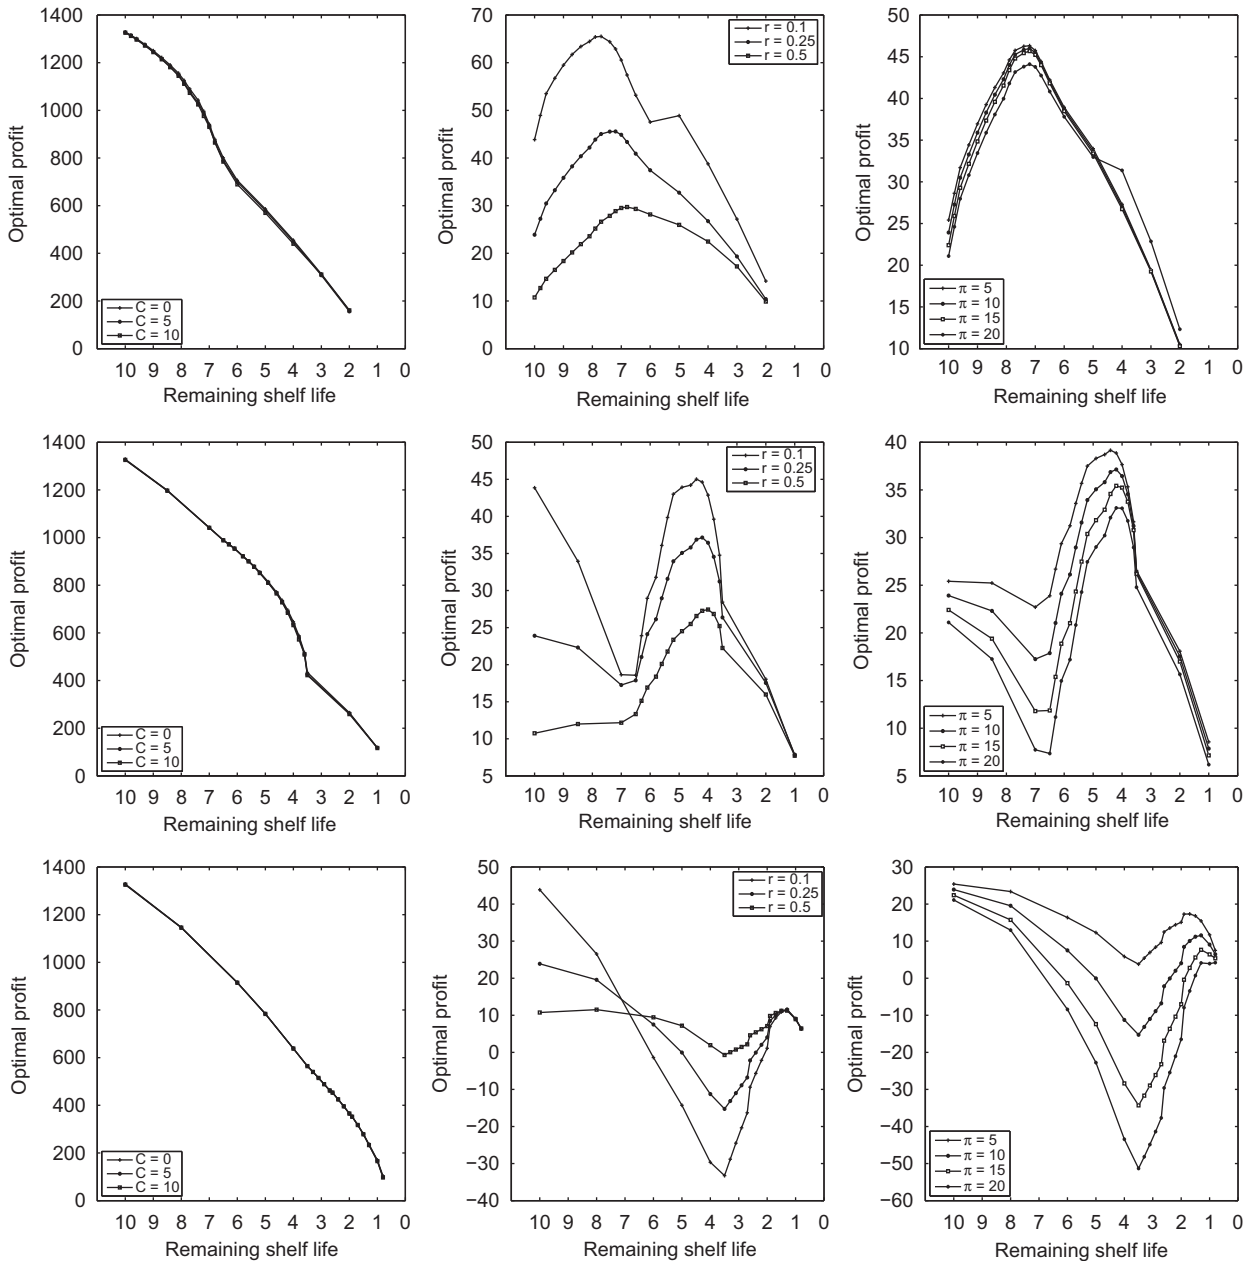 1400
1200
1000
800
600
400
200
0
Optimal profit
C = 0
C = 5
C = 10
10 9 8 7 6 5 4 3 2 1 0
Remaining shelf life
70
60
50
40
30
20
10
0
Optimal profit
r = 0.1
r = 0.25
r = 0.5
10 9 8 7 6 5 4 3 2 1 0
Remaining shelf life
50
45
40
35
30
25
20
15
10
Optimal profit
π = 5
π = 10
π = 15
π = 20
10 9 8 7 6 5 4 3 2 1 0
Remaining shelf life
1400
1200
1000
800
600
400
200
0
Optimal profit
C = 0
C = 5
C = 10
10 9 8 7 6 5 4 3 2 1 0
Remaining shelf life
50
45
40
35
30
25
20
15
10
5
Optimal profit
r = 0.1
r = 0.25
r = 0.5
10 9 8 7 6 5 4 3 2 1 0
Remaining shelf life
40
35
30
25
20
15
10
5
Optimal profit
π = 5
π = 10
π = 15
π = 20
10 9 8 7 6 5 4 3 2 1 0
Remaining shelf life
1400
1200
1000
800
600
400
200
0
Optimal profit
C = 0
C = 5
C = 10
10 9 8 7 6 5 4 3 2 1 0
Remaining shelf life
50
40
30
20
10
0
−10
−20
−30
−40
Optimal profit
r = 0.1
r = 0.25
r = 0.5
10 9 8 7 6 5 4 3 2 1 0
Remaining shelf life
30
20
10
0
−10
−20
−30
−40
−50
−60
Optimal profit
π = 5
π = 10
π = 15
π = 20
10 9 8 7 6 5 4 3 2 1 0
Remaining shelf life